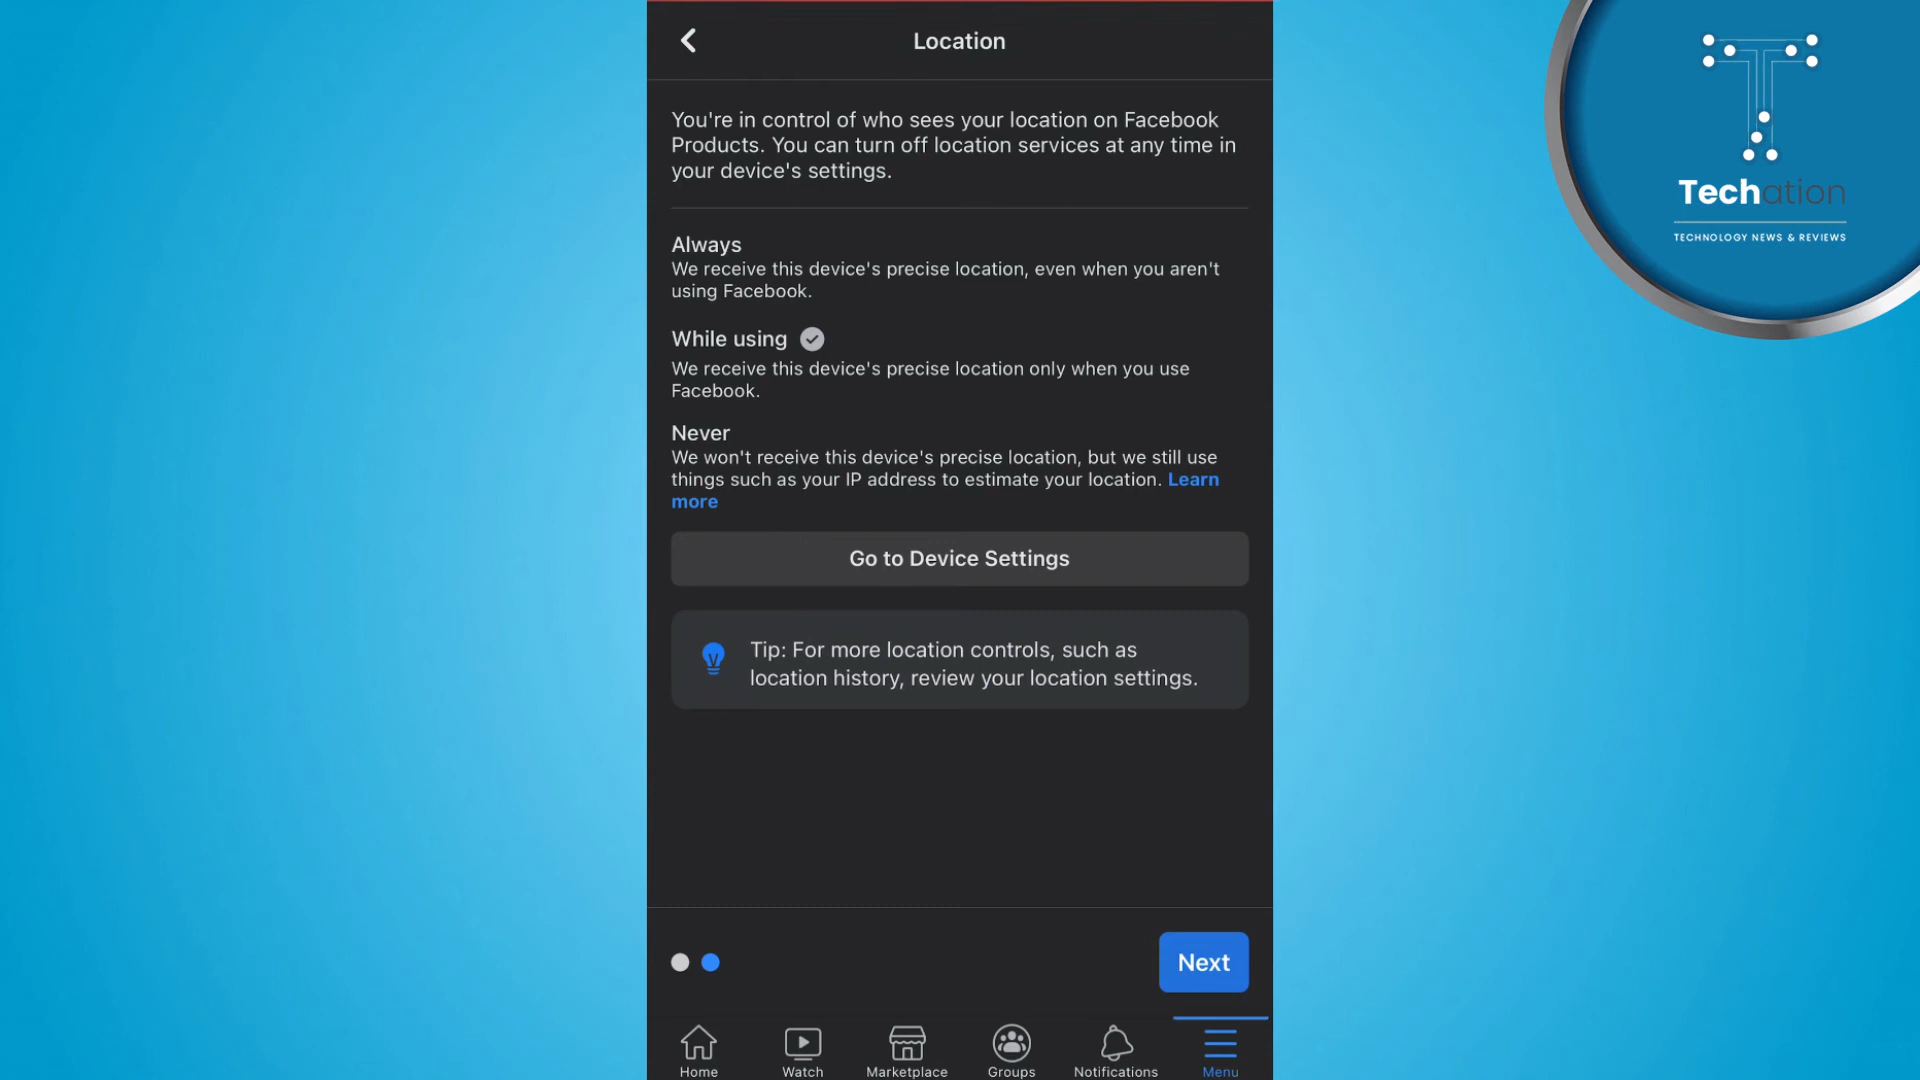 Location
You're in control of who sees your location on Facebook
Products. You can turn off location services at any time in
your device's settings.
Always
We receive this device's precise location, even when you aren't
using Facebook.
While using
We receive this device's precise location only when you use
Facebook.
Never
We won't receive this device's precise location, but we still use
things such as your IP address to estimate your location. Learn
more
Go to Device Settings
Tip: For more location controls, such as
location history, review your location settings.
Next
Home Watch Marketplace Groups Notifications Menu
Techation
TECHNOLOGY NEWS & REVIEWS